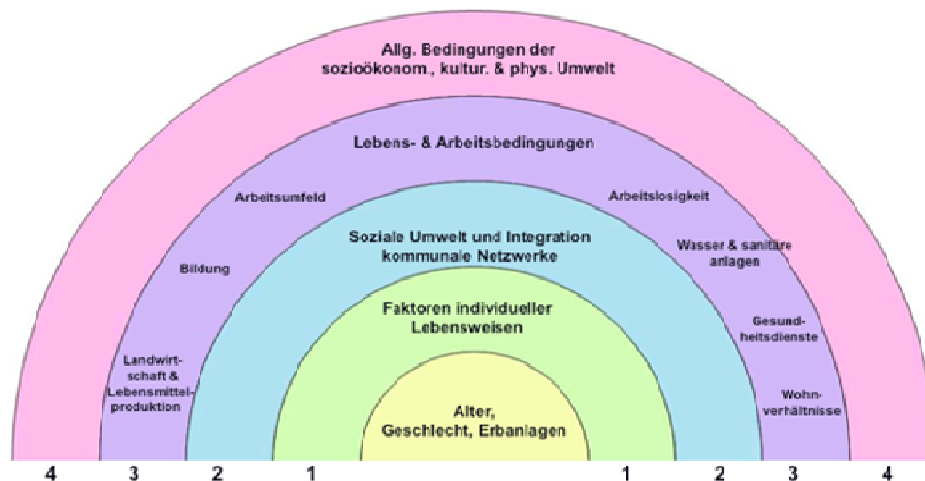 Allg. Bedingungen der
sozioökonom., kultur. & phys. Umwelt
Lebens- & Arbeitsbedingungen
Arbeitsumfeld
Arbeitslosigkeit
Soziale Umwelt und Integration
kommunale Netzwerke
Wasser & sanitäre
anlagen
Bildung
Faktoren individueller
Lebensweisen
Gesund-
heitsdienste
Landwirt-
schaft &
Lebensmittel-
produktion
Wohn-
verhältnisse
Alter,
Geschlecht, Erbanlagen
4 3 2 1 1 2 3 4